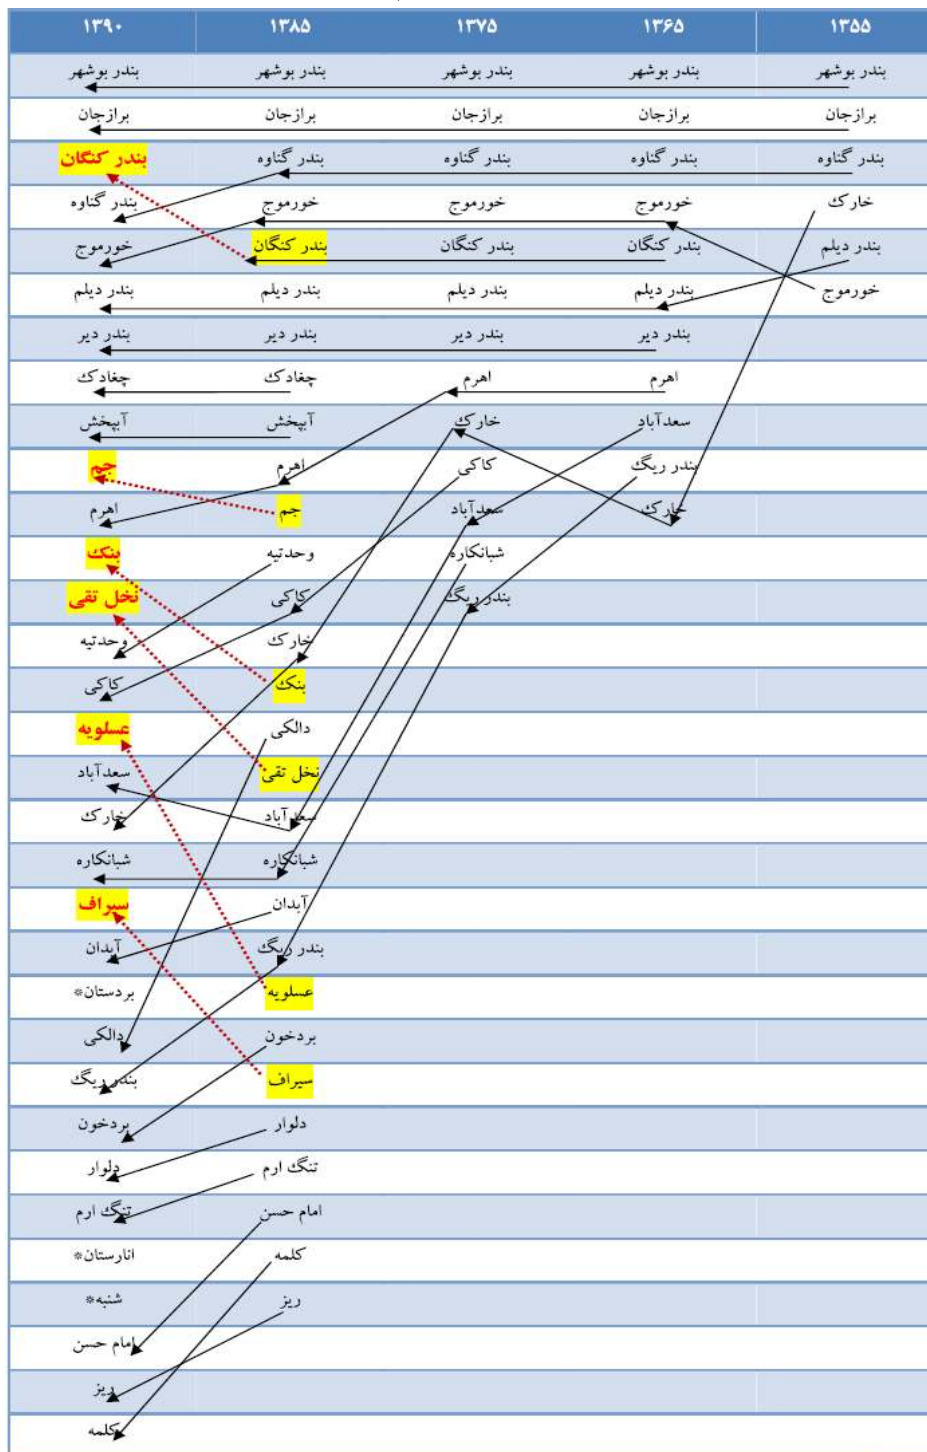 ۱۳۵۵ ۱۳۶۵ ۱۳۷۵ ۱۳۸۵ ۱۳۹۰
بندر بوشهر بندر بوشهر بندر بوشهر بندر بوشهر بندر بوشهر
برازجان برازجان برازجان برازجان برازجان
بندر گناوه بندر گناوه بندر گناوه بندر گناوه بندر کنگان
خارک خورموج خورموج خورموج بندر گناوه
بندر دیلم بندر کنگان بندر کنگان بندر کنگان خورموج
خورموج بندر دیلم بندر دیلم بندر دیلم بندر دیلم
بندر دیر بندر دیر بندر دیر بندر دیر
اهرم اهرم چغادک چغادک
سعدآباد خارک آبپخش آبپخش
بندر ریگ کاکی اهرم جم
خارک سعدآباد جم اهرم
شبانکاره وحدتیه بنک
بندر ریگ کاکی نخل تقی
خارک وحدتیه
بنک کاکی
دالکی عسلویه
نخل تقی سعدآباد
سعدآباد خارک
شبانکاره شبانکاره
آبدان سیراف
بندر ریگ آبدان
عسلویه بردستان*
بردخون دالکی
سیراف بندر ریگ
دلوار بردخون
تنگ ارم دلوار
امام حسن تنگ ارم
کلمه انارستان*
ریز شنبه*
امام حسن
ریز
کلمه